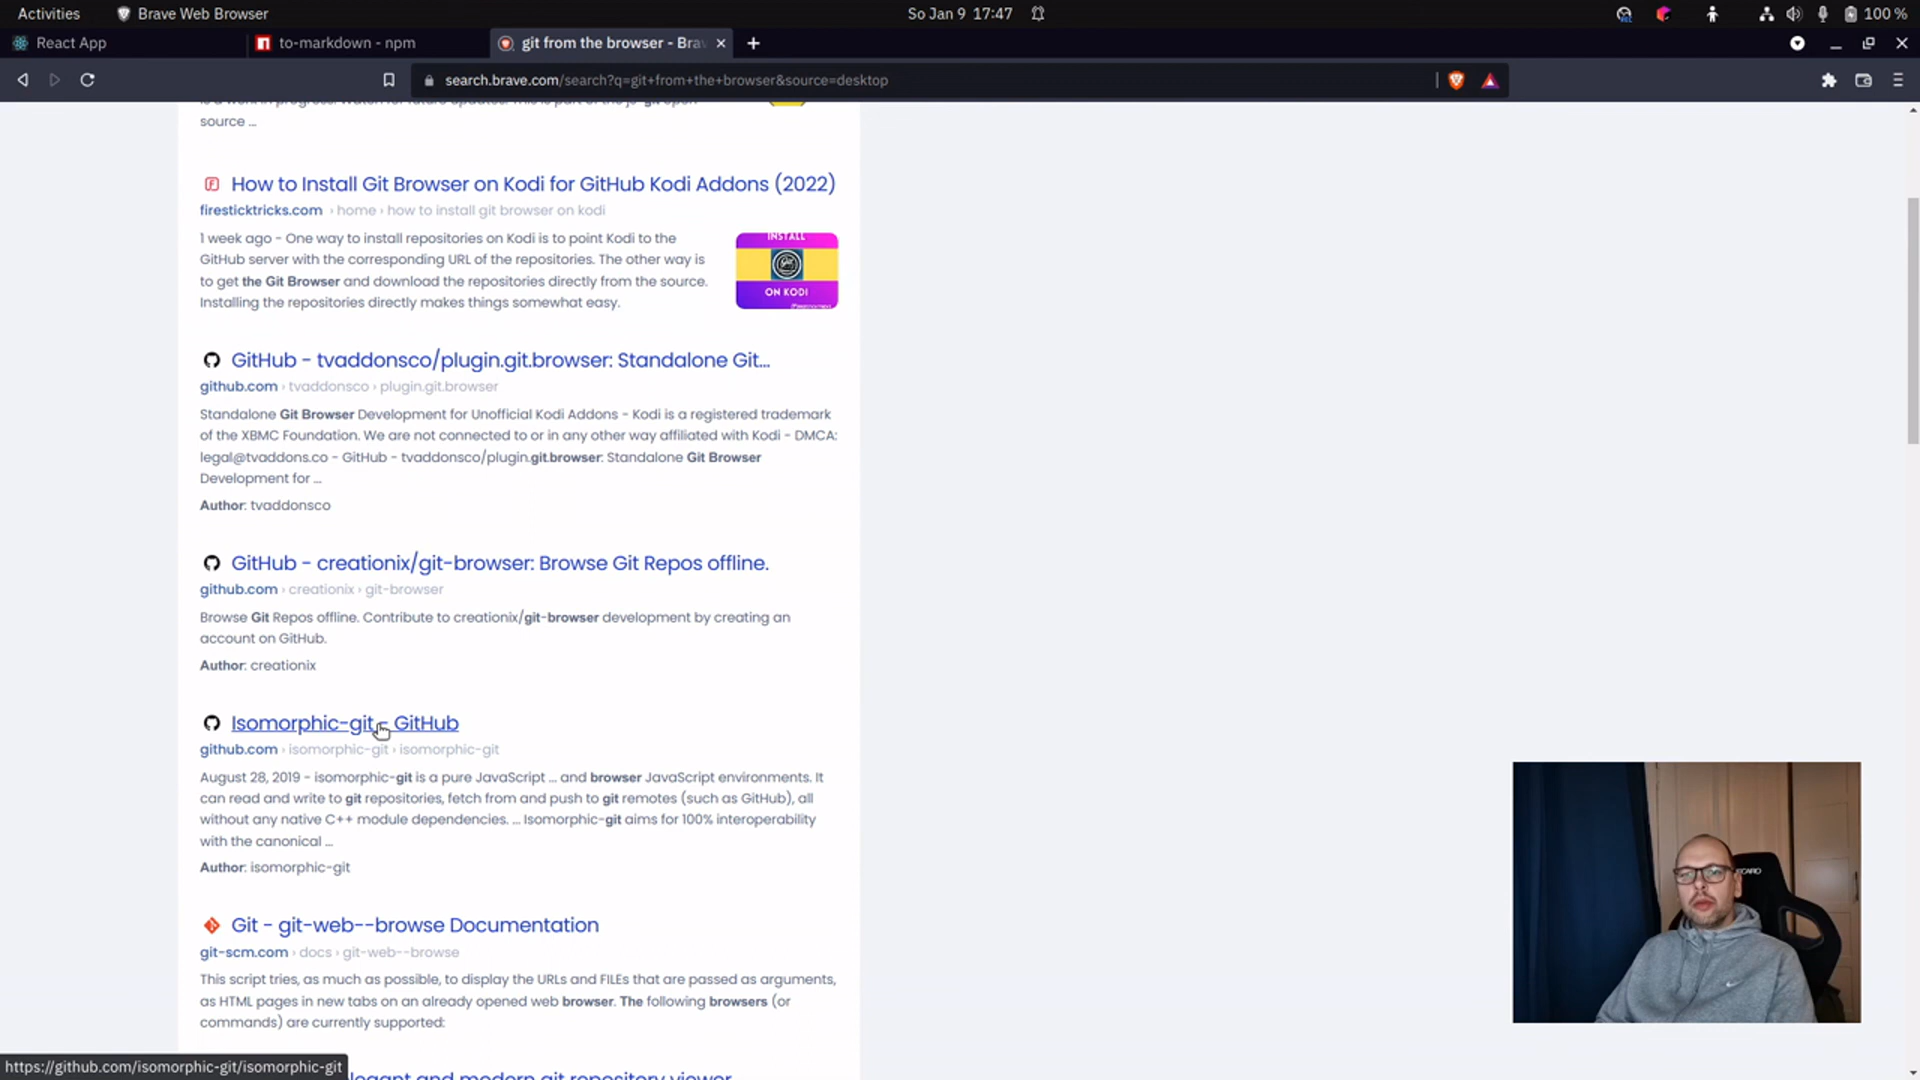 Activities
Brave Web Browser
So Jan 9 17:47
100 %
React App
to-markdown - npm
git from the browser - Brav
search.brave.com/search?q=git+from+the+browser&source=desktop
source ...
How to Install Git Browser on Kodi for GitHub Kodi Addons (2022)
firesticktricks.com › home › how to install git browser on kodi
1 week ago - One way to install repositories on Kodi is to point Kodi to the
GitHub server with the corresponding URL of the repositories. The other way is
to get the Git Browser and download the repositories directly from the source.
Installing the repositories directly makes things somewhat easy.
INSTALL
ON KODI
GitHub - tvaddonsco/plugin.git.browser: Standalone Git...
github.com › tvaddonsco › plugin.git.browser
Standalone Git Browser Development for Unofficial Kodi Addons - Kodi is a registered trademark
of the XBMC Foundation. We are not connected to or in any other way affiliated with Kodi - DMCA:
legal@tvaddons.co - GitHub - tvaddonsco/plugin.git.browser: Standalone Git Browser
Development for ...
Author: tvaddonsco
GitHub - creationix/git-browser: Browse Git Repos offline.
github.com › creationix › git-browser
Browse Git Repos offline. Contribute to creationix/git-browser development by creating an
account on GitHub.
Author: creationix
Isomorphic-git - GitHub
github.com › isomorphic-git › isomorphic-git
August 28, 2019 - isomorphic-git is a pure JavaScript ... and browser JavaScript environments. It
can read and write to git repositories, fetch from and push to git remotes (such as GitHub), all
without any native C++ module dependencies. ... Isomorphic-git aims for 100% interoperability
with the canonical ...
Author: isomorphic-git
Git - git-web--browse Documentation
git-scm.com › docs › git-web--browse
This script tries, as much as possible, to display the URLs and FILEs that are passed as arguments,
as HTML pages in new tabs on an already opened web browser. The following browsers (or
commands) are currently supported:
https://github.com/isomorphic-git/isomorphic-git
legant and modern git repository viewer